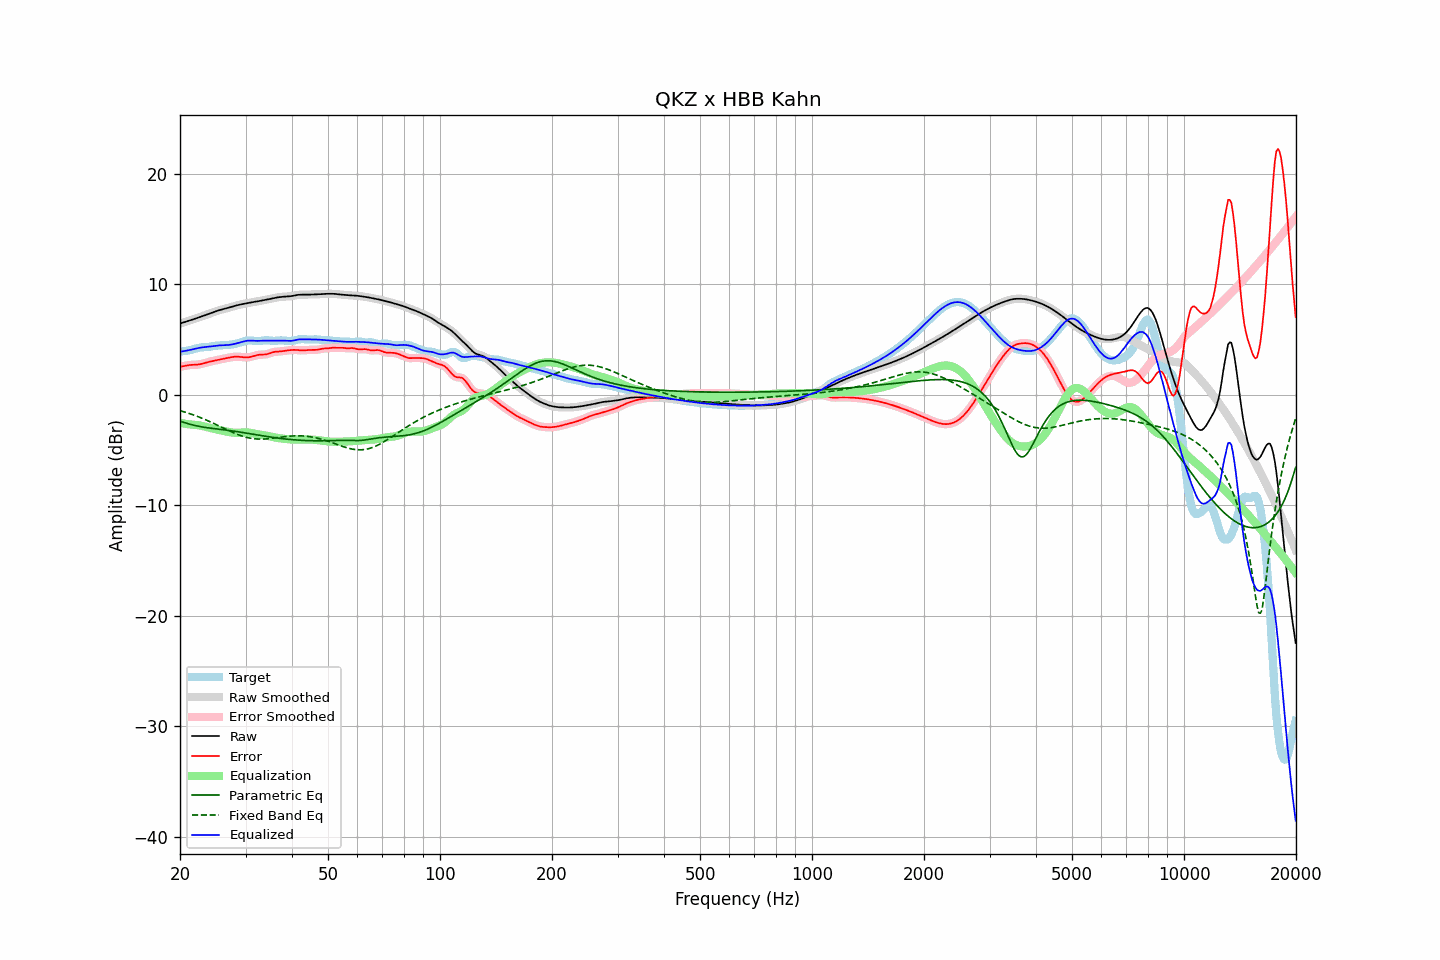 QKZ x HBB Kahn
Amplitude (dBr)
20
10
0
−10
−20
−30
−40
Target
Raw Smoothed
Error Smoothed
Raw
Error
Equalization
Parametric Eq
Fixed Band Eq
Equalized
20 50 100 200 500 1000 2000 5000 10000 20000
Frequency (Hz)